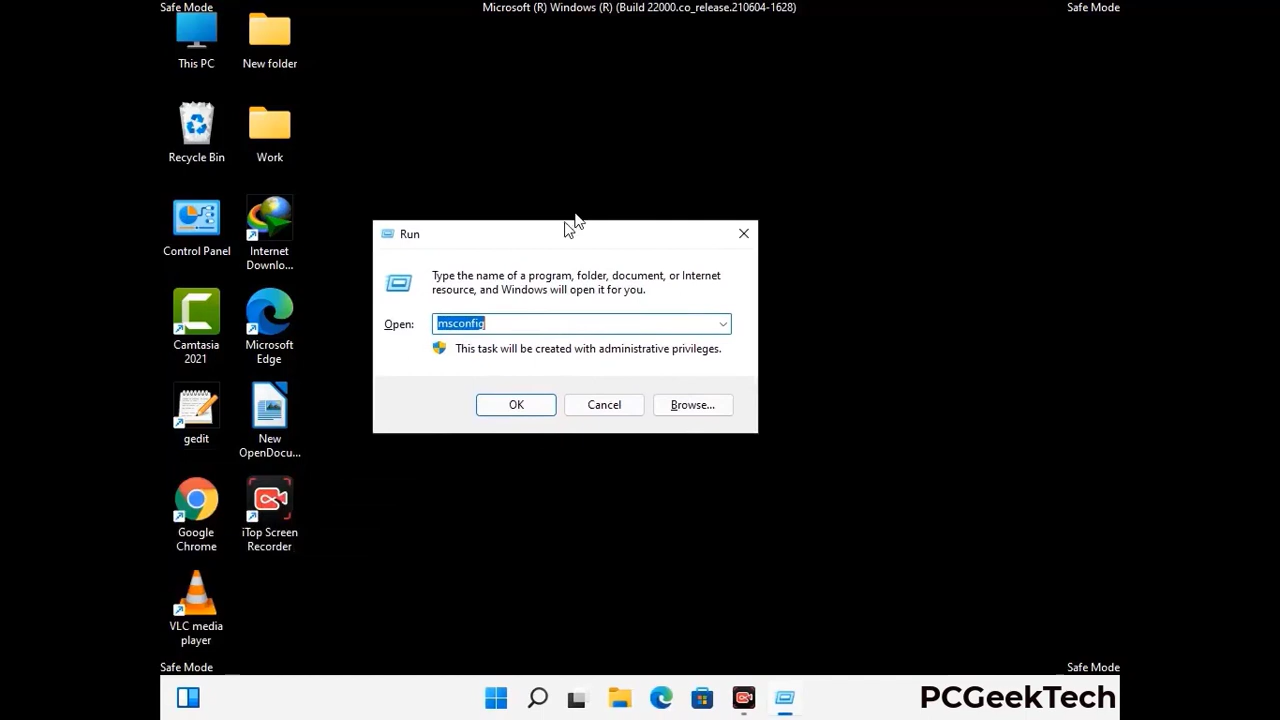 Safe Mode
Microsoft (R) Windows (R) (Build 22000.co_release.210604-1628)
Safe Mode
This PC
New folder
Recycle Bin
Work
Control Panel
Internet
Downlo...
Camtasia
2021
Microsoft
Edge
gedit
New
OpenDocu...
Google
Chrome
iTop Screen
Recorder
VLC media
player
Run
Type the name of a program, folder, document, or Internet
resource, and Windows will open it for you.
Open:
msconfig
This task will be created with administrative privileges.
OK
Cancel
Browse...
Safe Mode
Safe Mode
PCGeekTech